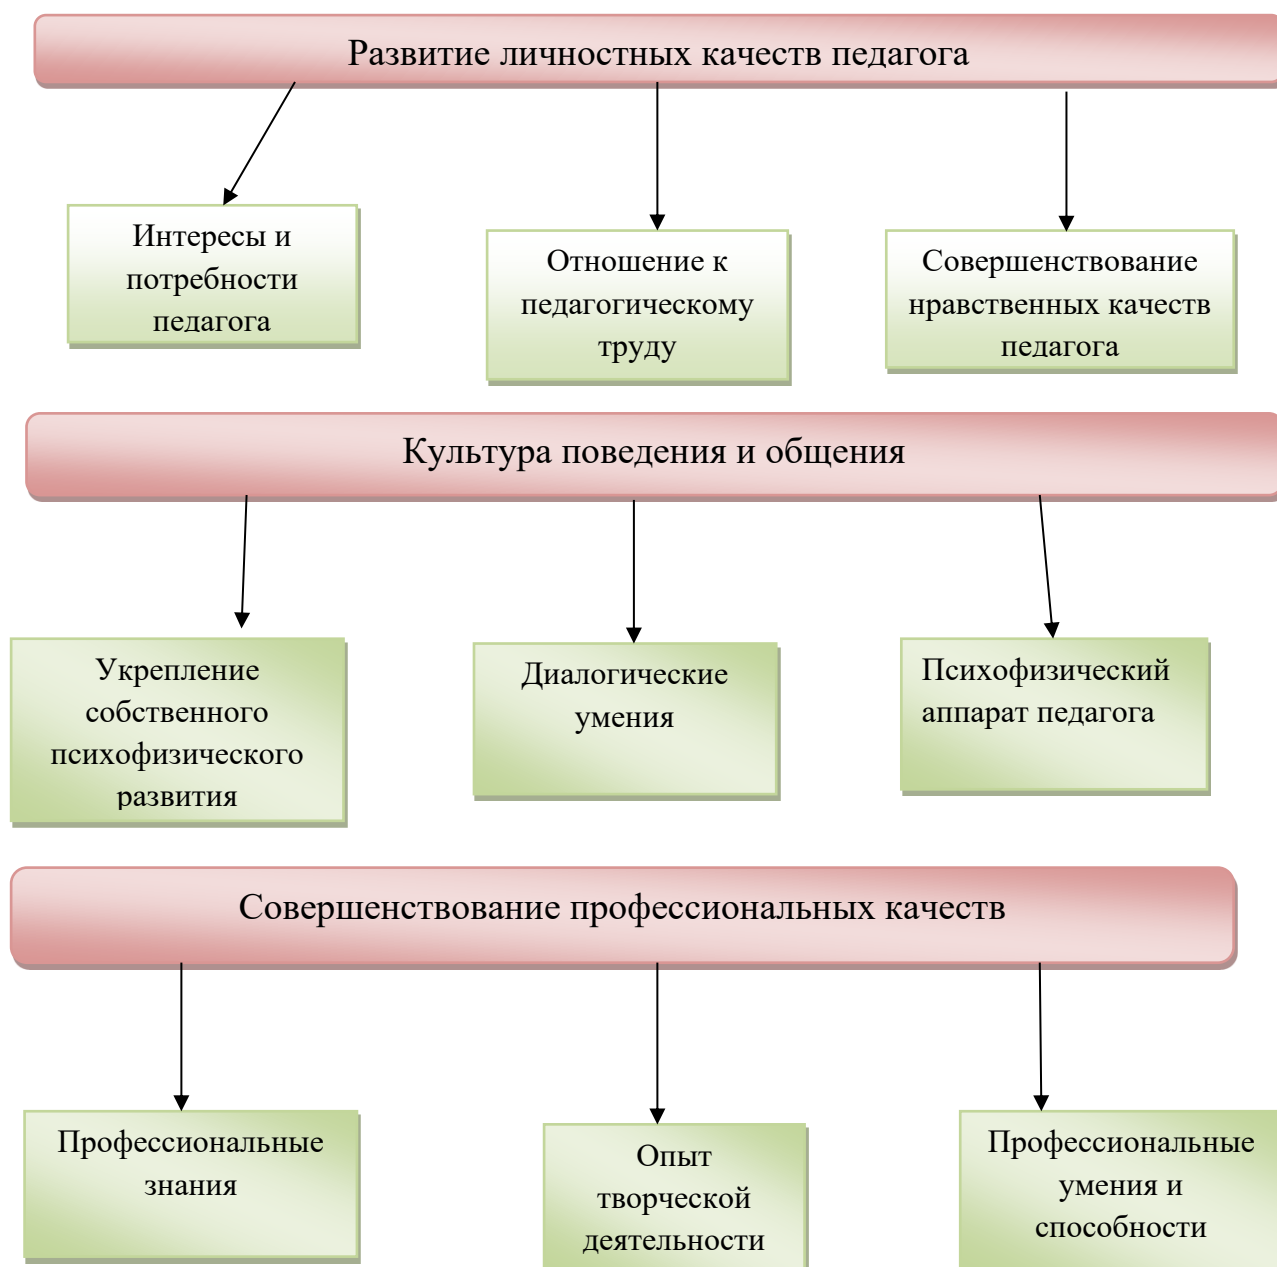 Развитие личностных качеств педагога
Интересы и
потребности
педагога
Отношение к
педагогическому
труду
Совершенствование
нравственных качеств
педагога
Культура поведения и общения
Укрепление
собственного
психофизического
развития
Диалогические
умения
Психофизический
аппарат педагога
Совершенствование профессиональных качеств
Профессиональные
знания
Опыт
творческой
деятельности
Профессиональные
умения и
способности